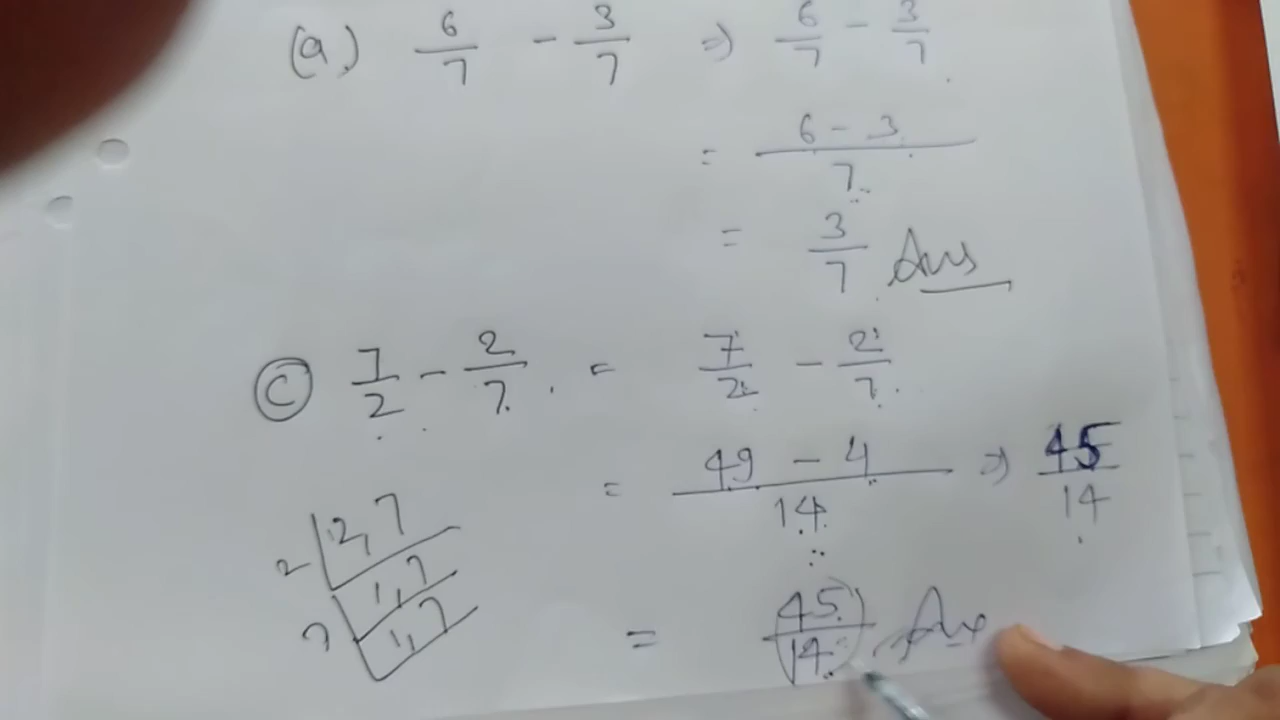 (a) 6/7 - 3/7 ⇒ 6/7 - 3/7
= 6 - 3 / 7
= 3/7 Ans
(C) 7/2 - 2/7 = 7/2 - 2/7
= 49 - 4 / 14 ⇒ 45/14
2 | 2, 7
7 | 1, 7
1, 7
= 45/14 Ans